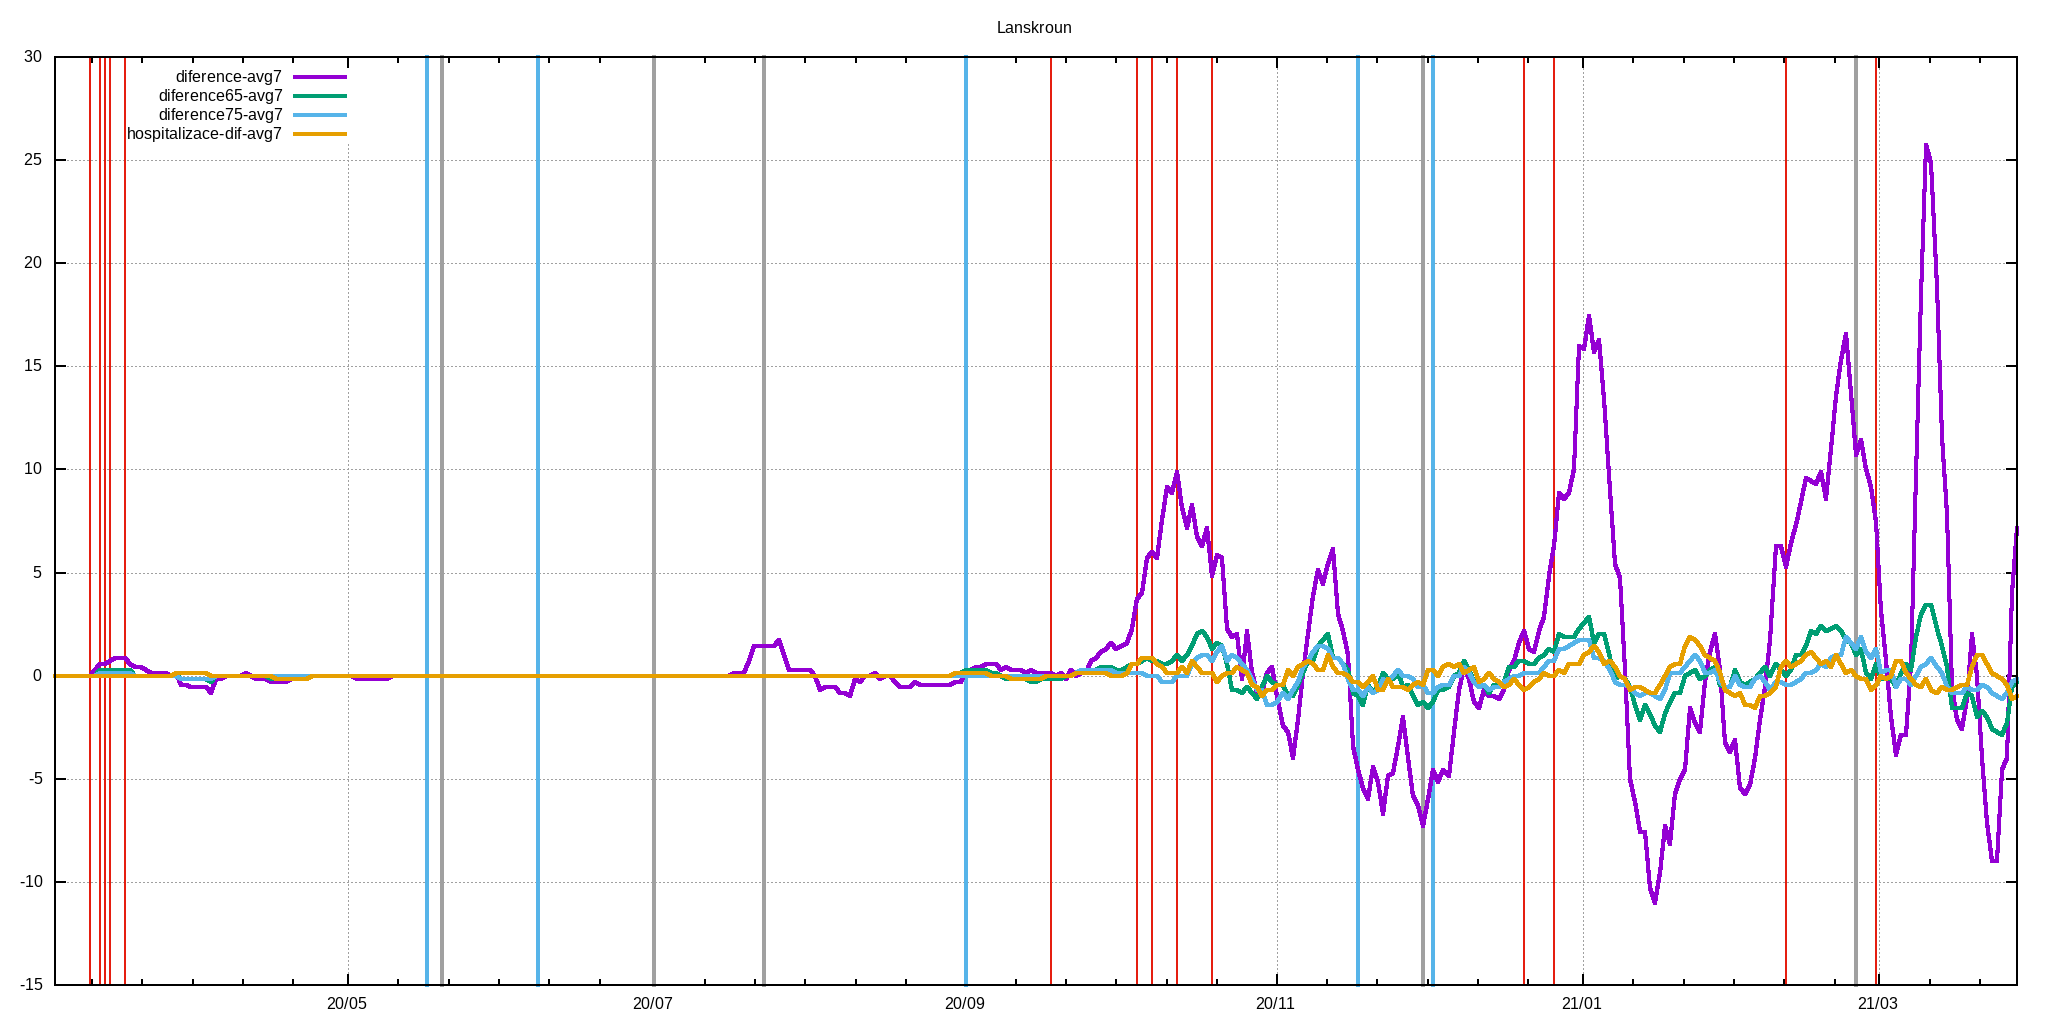 Lanskroun
30
25
20
15
10
5
0
-5
-10
-15
diference-avg7
diference65-avg7
diference75-avg7
hospitalizace-dif-avg7
20/05 20/07 20/09 20/11 21/01 21/03